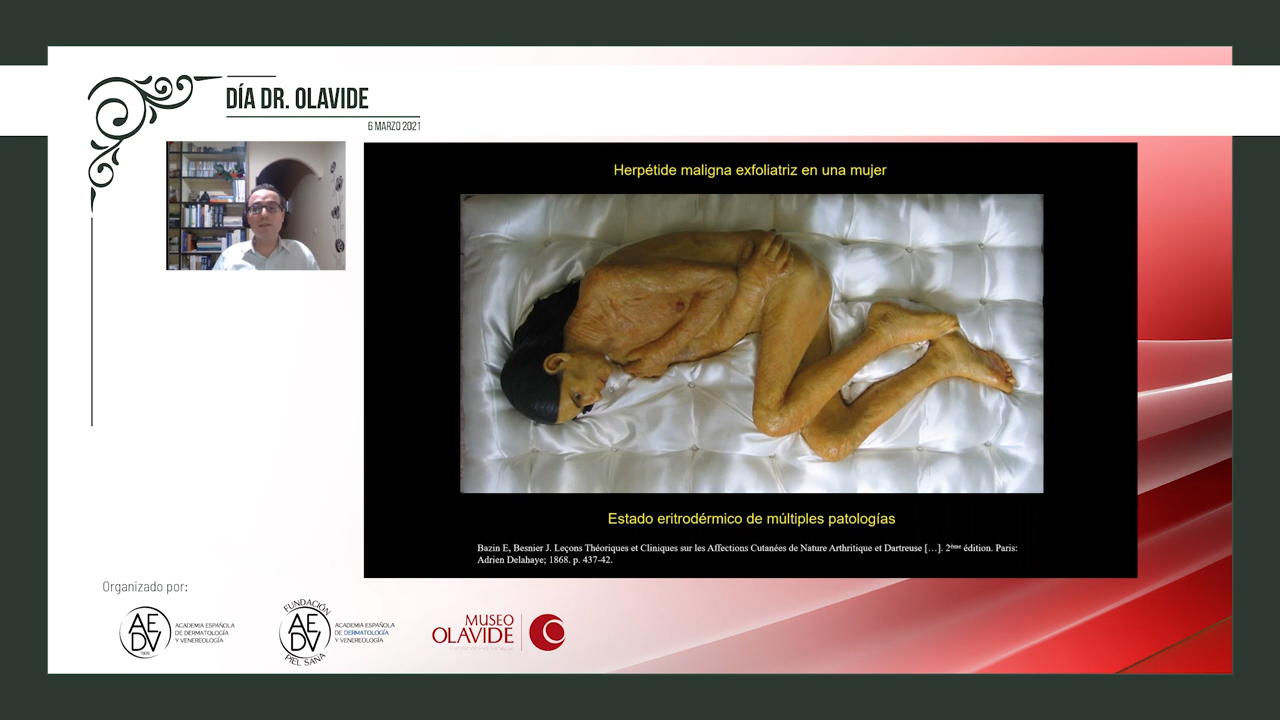 DÍA DR. OLAVIDE
6 MARZO 2021
Herpétide maligna exfoliatriz en una mujer
Estado eritrodérmico de múltiples patologías
Bazin E, Besnier J. Leçons Théoriques et Cliniques sur les Affections Cutanées de Nature Arthritique et Dartreuse […]. 2ème édition. Paris:
Adrien Delahaye; 1868. p. 437-42.
Organizado por:
AEDV
1909
ACADEMIA ESPAÑOLA
DE DERMATOLOGÍA
Y VENEREOLOGÍA
FUNDACIÓN
AEDV
PIEL SANA
ACADEMIA ESPAÑOLA
DE DERMATOLOGÍA
Y VENEREOLOGÍA
MUSEO
OLAVIDE